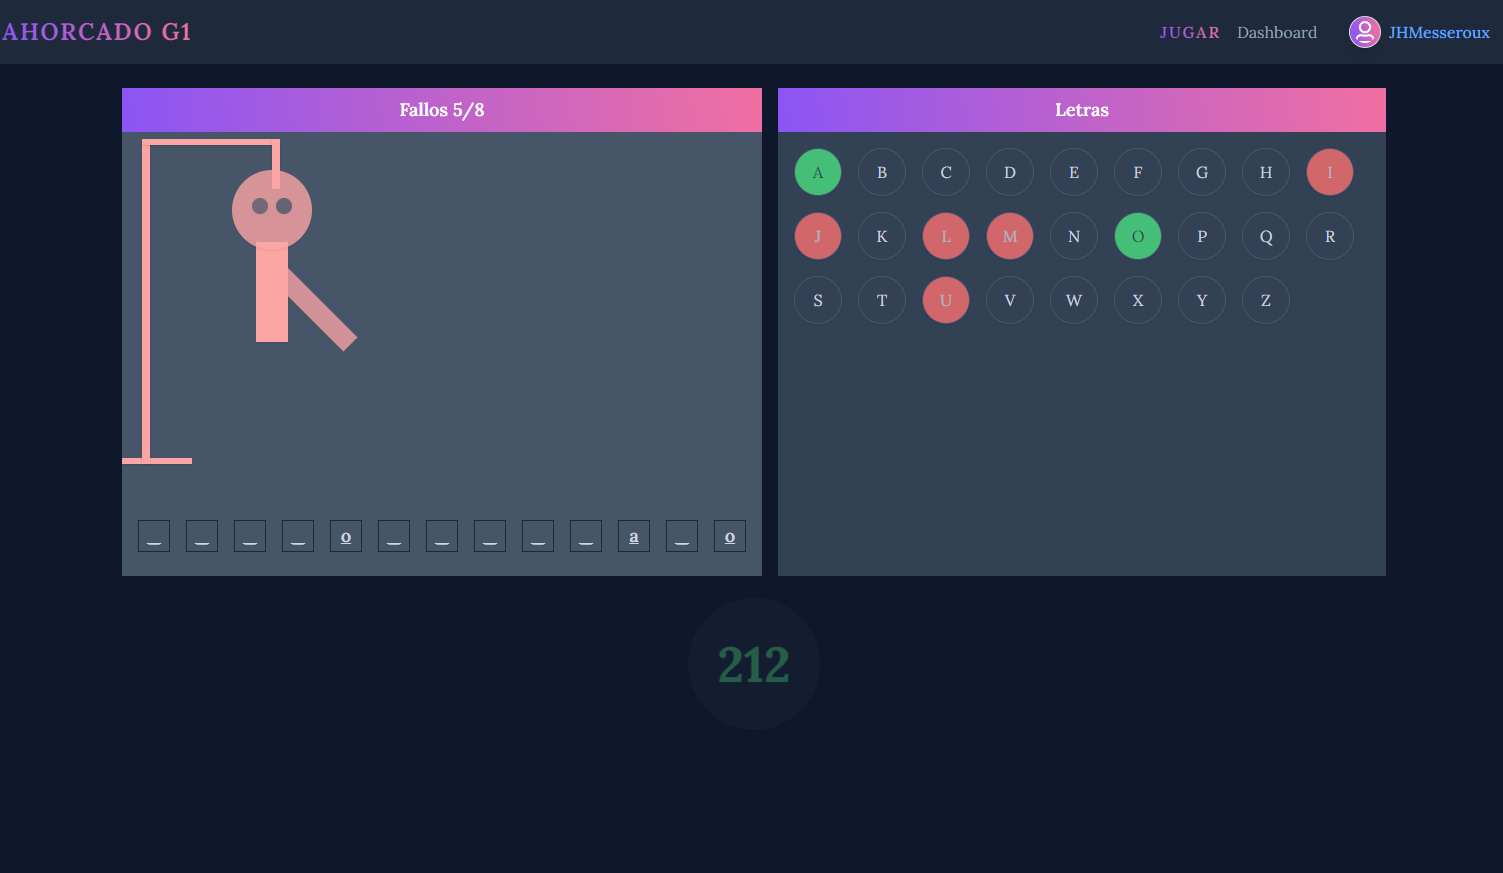 AHORCADO G1
JUGAR Dashboard JHMesseroux
Fallos 5/8
_ _ _ _ o _ _ _ _ _ a _ o
Letras
A B C D E F G H I
J K L M N O P Q R
S T U V W X Y Z
212